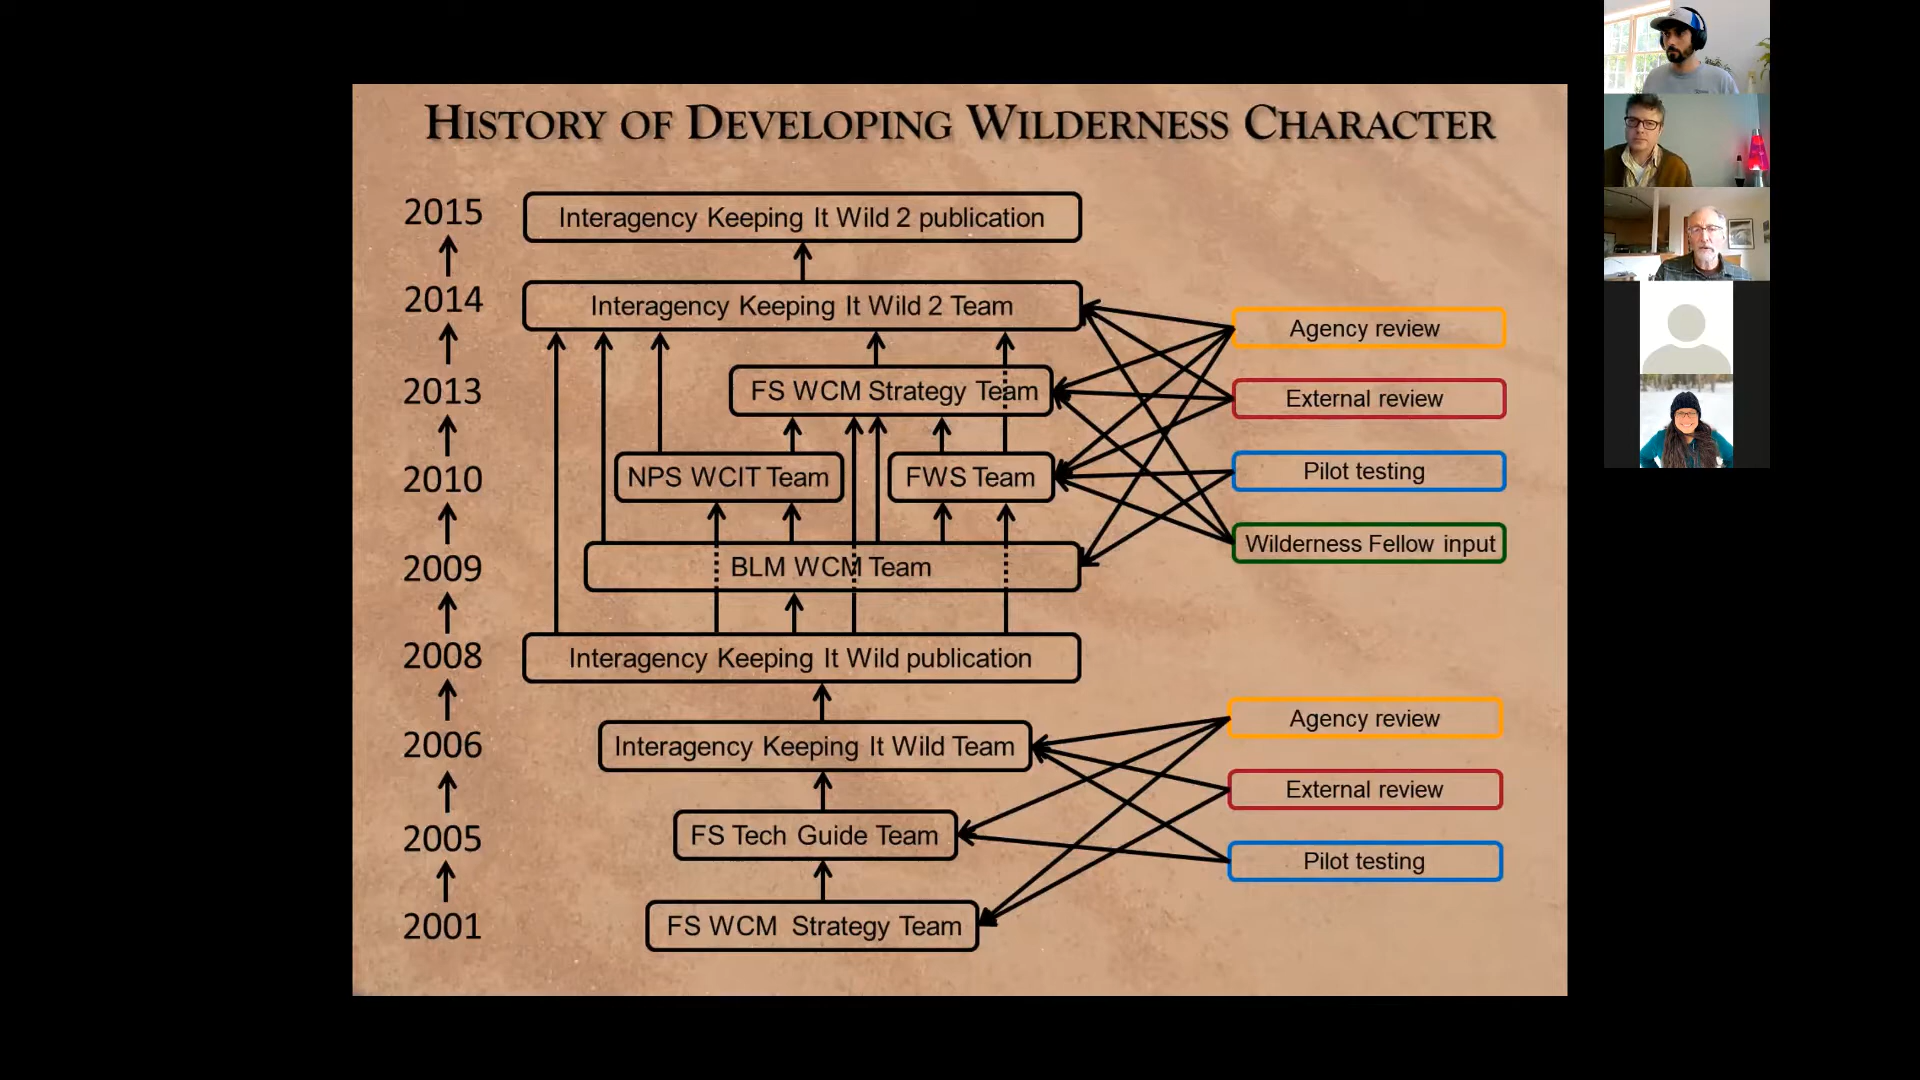 HISTORY OF DEVELOPING WILDERNESS CHARACTER
2015
Interagency Keeping It Wild 2 publication
2014
Interagency Keeping It Wild 2 Team
Agency review
2013
FS WCM Strategy Team
External review
2010
NPS WCIT Team
FWS Team
Pilot testing
2009
BLM WCM Team
Wilderness Fellow input
2008
Interagency Keeping It Wild publication
2006
Interagency Keeping It Wild Team
Agency review
External review
2005
FS Tech Guide Team
Pilot testing
2001
FS WCM Strategy Team